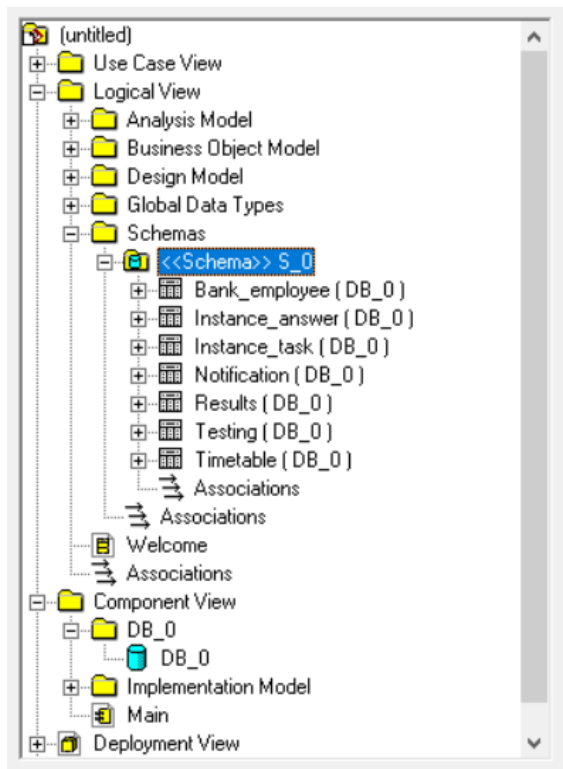 (untitled)
Use Case View
Logical View
Analysis Model
Business Object Model
Design Model
Global Data Types
Schemas
<<Schema>> S_0
Bank_employee ( DB_0 )
Instance_answer ( DB_0 )
Instance_task ( DB_0 )
Notification ( DB_0 )
Results ( DB_0 )
Testing ( DB_0 )
Timetable ( DB_0 )
Associations
Associations
Welcome
Associations
Component View
DB_0
DB_0
Implementation Model
Main
Deployment View